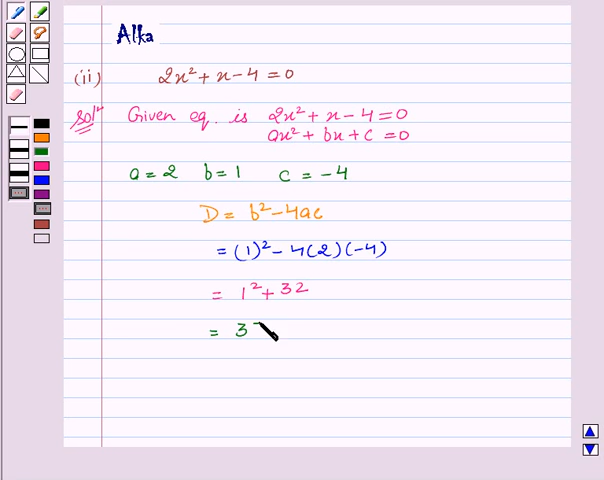 Alka
(ii) 2x² + x - 4 = 0
Solⁿ Given eq. is 2x² + x - 4 = 0
ax² + bx + c = 0
a = 2 b = 1 c = -4
D = b² - 4ac
= (1)² - 4(2)(-4)
= 1² + 32
= 3